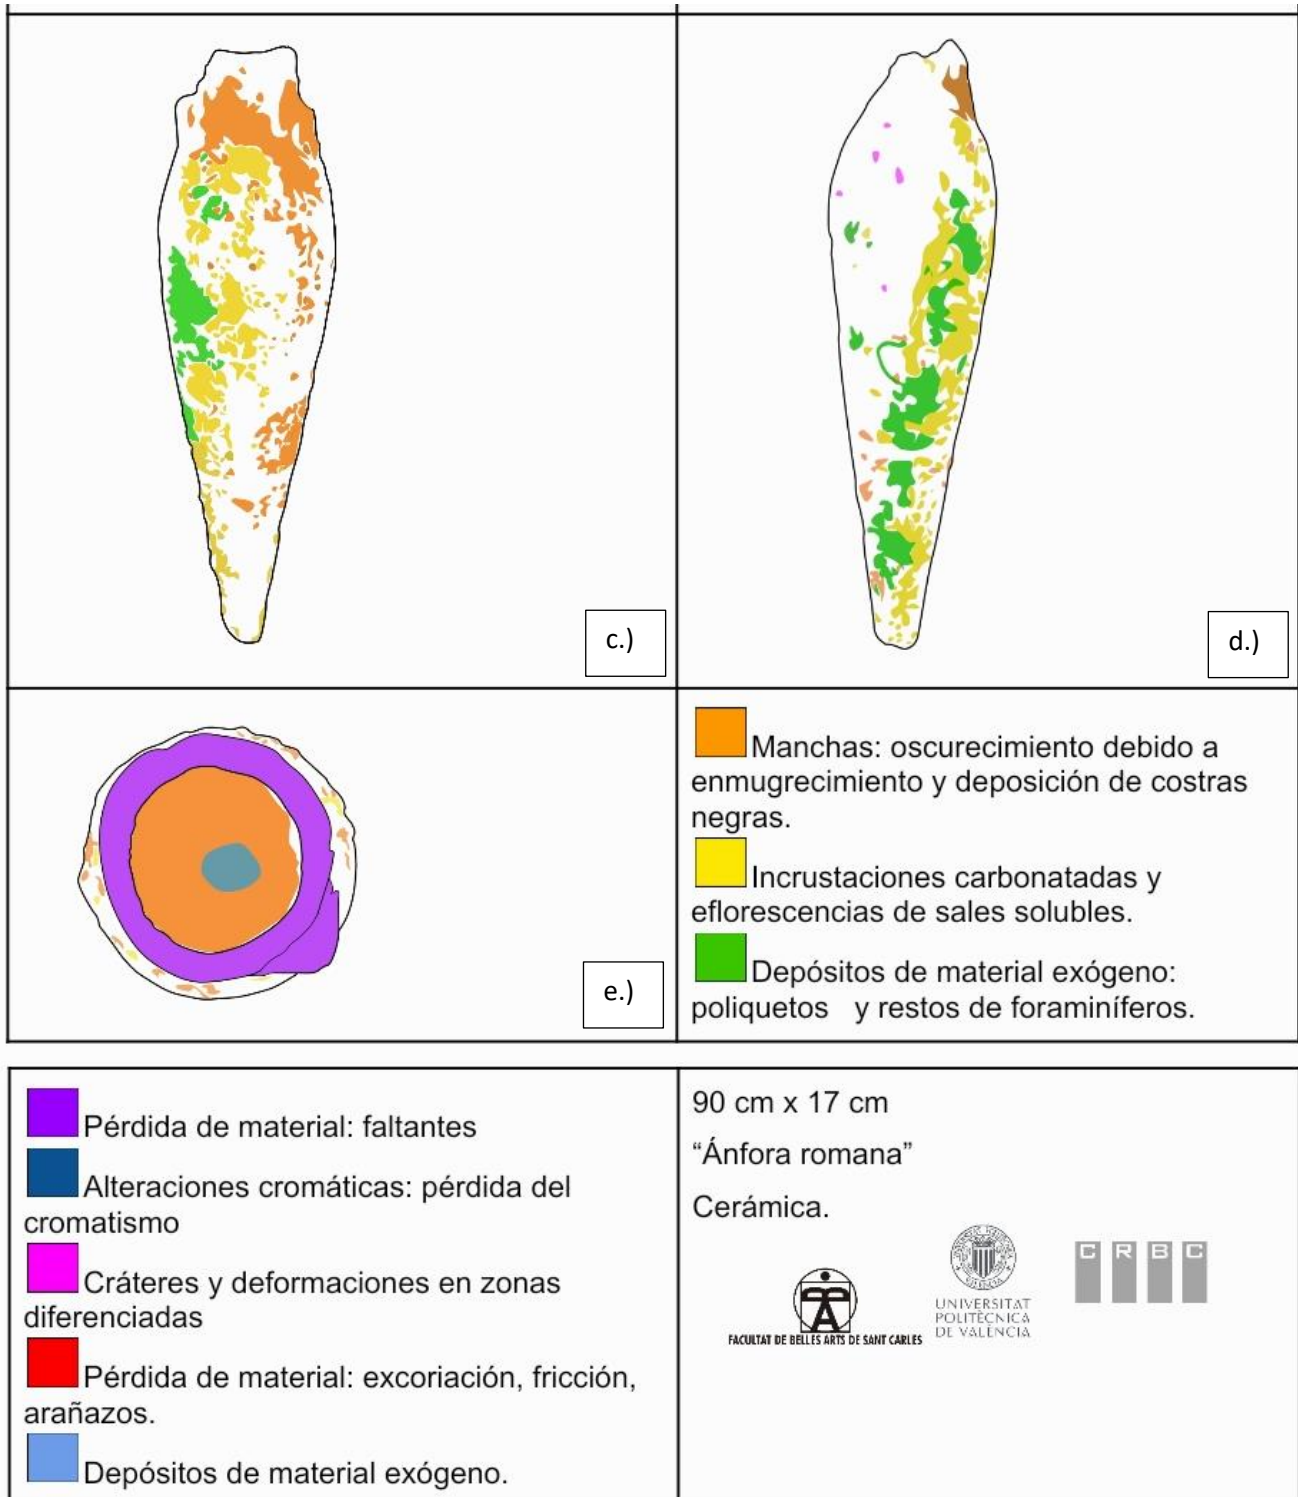 c.)
d.)
e.)
Manchas: oscurecimiento debido a
enmugrecimiento y deposición de costras
negras.
Incrustaciones carbonatadas y
eflorescencias de sales solubles.
Depósitos de material exógeno:
poliquetos y restos de foraminíferos.
Pérdida de material: faltantes
Alteraciones cromáticas: pérdida del
cromatismo
Cráteres y deformaciones en zonas
diferenciadas
Pérdida de material: excoriación, fricción,
arañazos.
Depósitos de material exógeno.
90 cm x 17 cm
“Ánfora romana”
Cerámica.
FACULTAT DE BELLES ARTS DE SANT CARLES
UNIVERSITAT
POLITÈCNICA
DE VALÈNCIA
C R B C